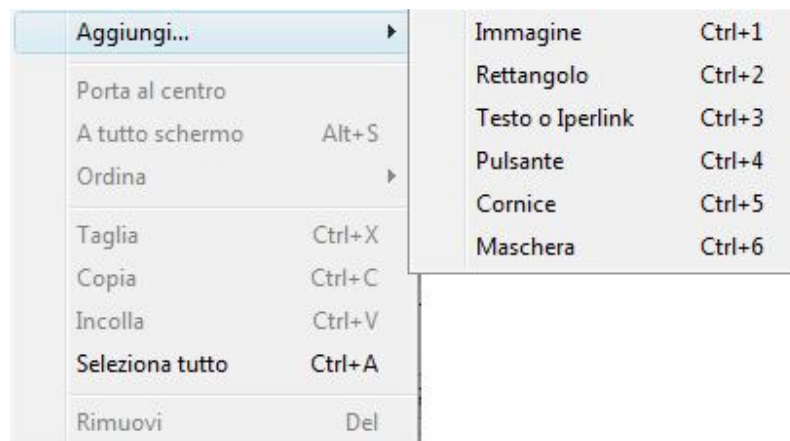 Aggiungi...
Porta al centro
A tutto schermo Alt+S
Ordina
Taglia Ctrl+X
Copia Ctrl+C
Incolla Ctrl+V
Seleziona tutto Ctrl+A
Rimuovi Del
Immagine Ctrl+1
Rettangolo Ctrl+2
Testo o Iperlink Ctrl+3
Pulsante Ctrl+4
Cornice Ctrl+5
Maschera Ctrl+6